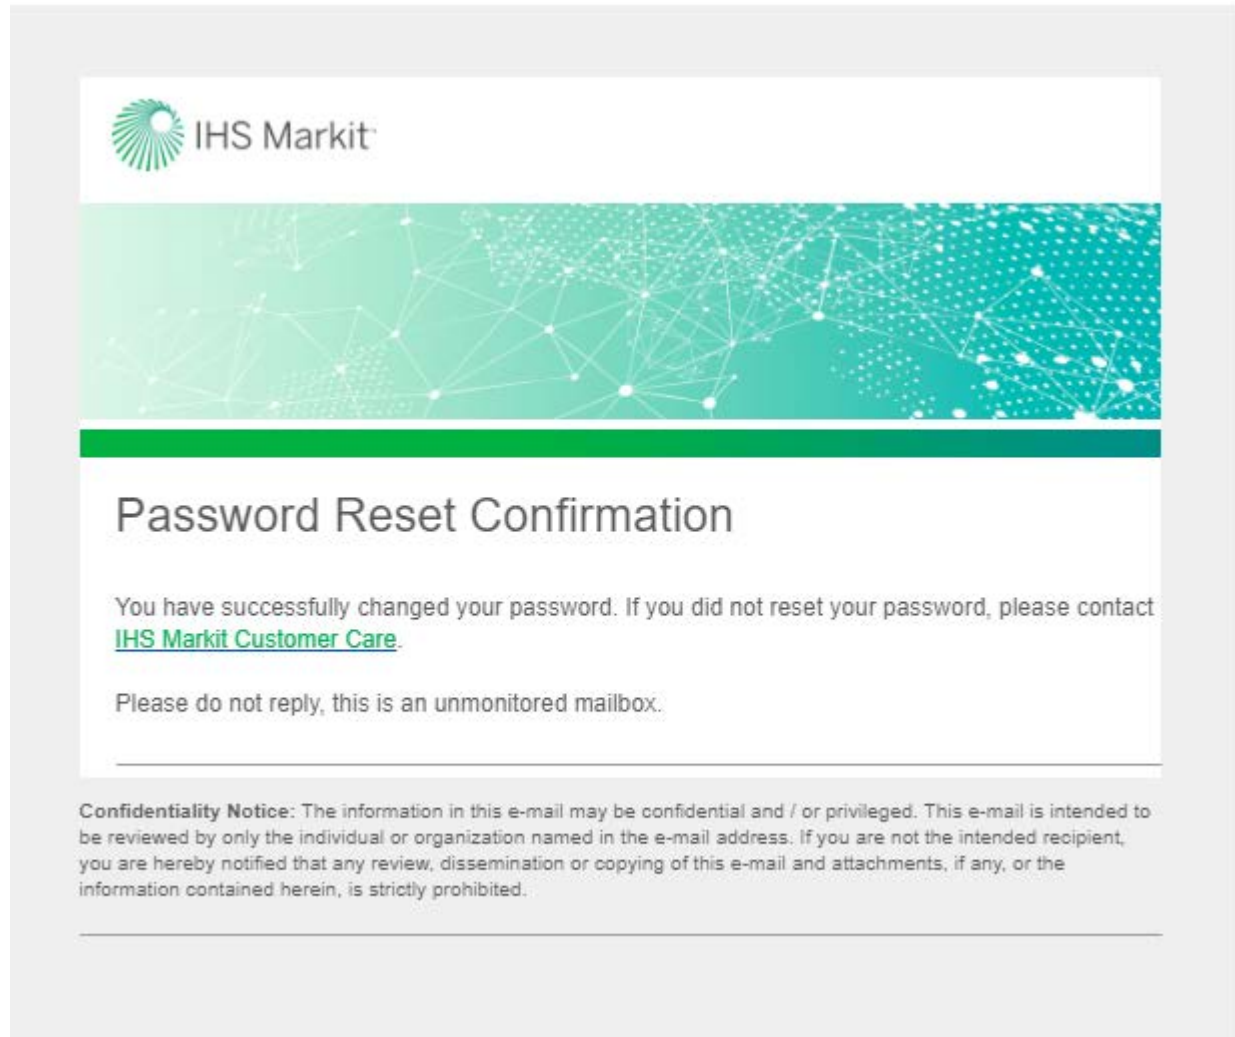 IHS Markit
Password Reset Confirmation
You have successfully changed your password. If you did not reset your password, please contact
IHS Markit Customer Care.
Please do not reply, this is an unmonitored mailbox.
Confidentiality Notice: The information in this e-mail may be confidential and / or privileged. This e-mail is intended to
be reviewed by only the individual or organization named in the e-mail address. If you are not the intended recipient,
you are hereby notified that any review, dissemination or copying of this e-mail and attachments, if any, or the
information contained herein, is strictly prohibited.